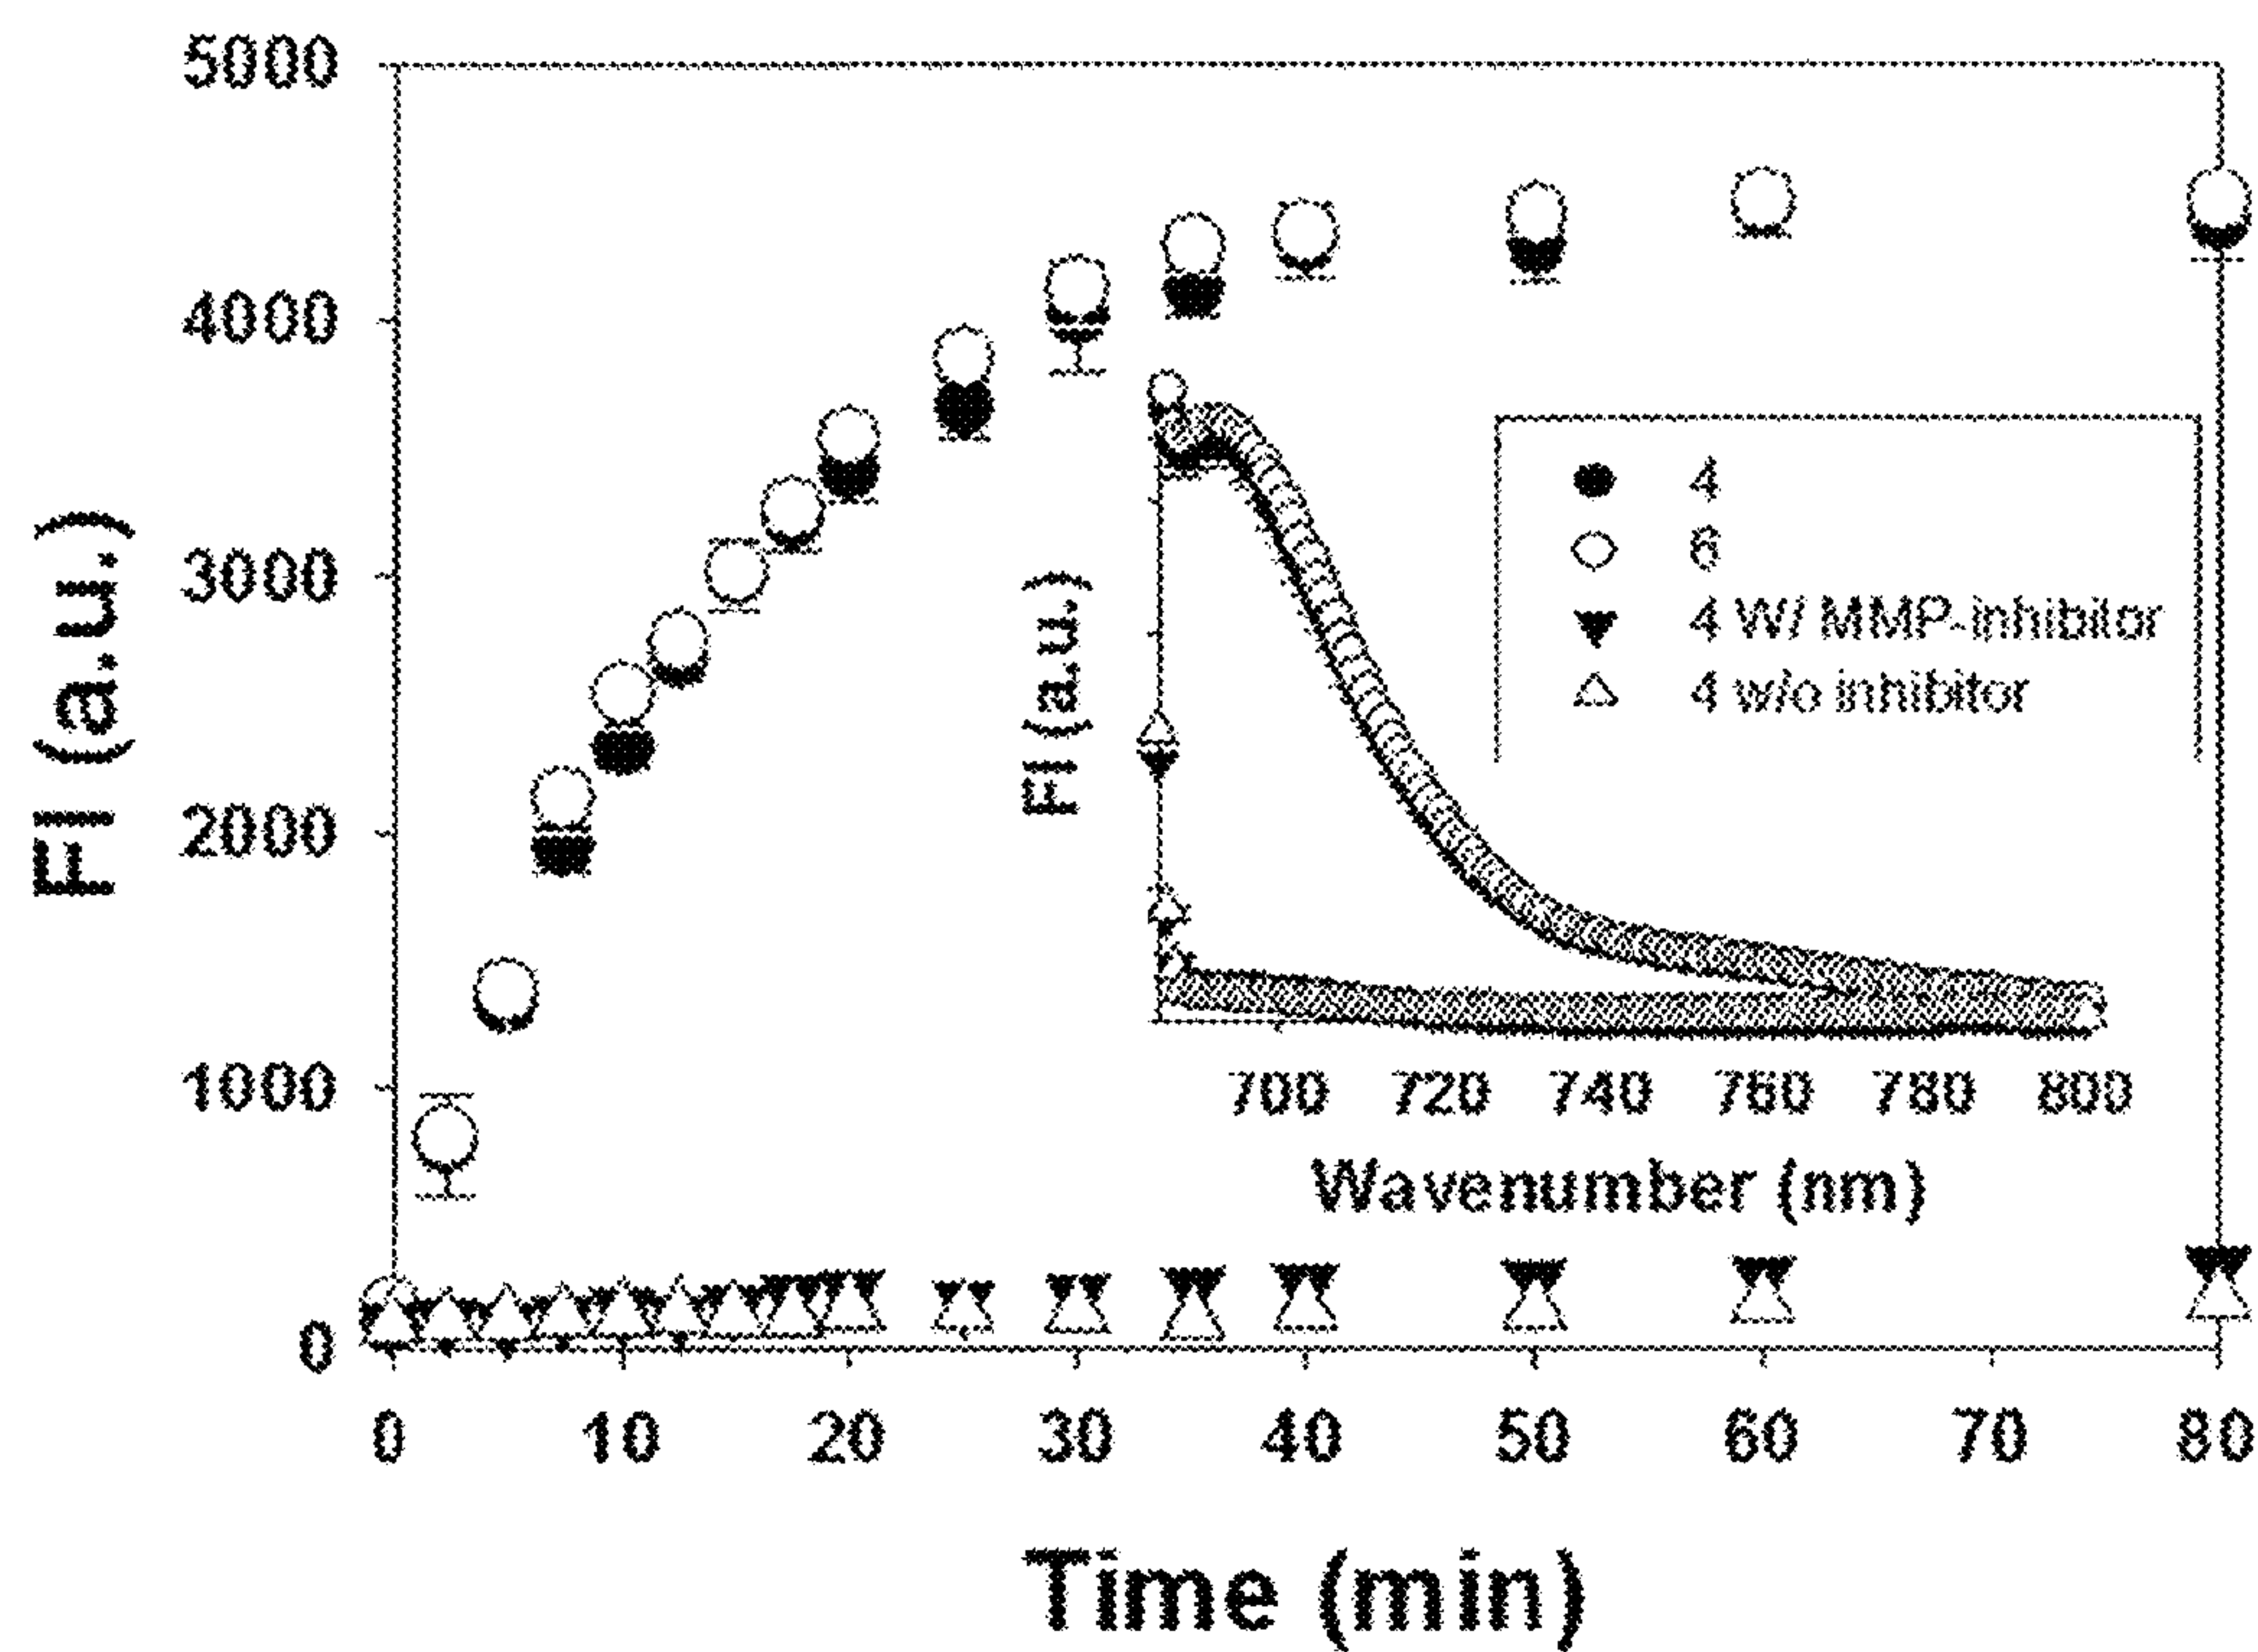 5000
4000
3000
2000
1000
0
FI (a.u.)
0 10 20 30 40 50 60 70 80
Time (min)
4
6
4 W/ MMP-inhibitor
4 w/o inhibitor
FI (a.u.)
700 720 740 760 780 800
Wavenumber (nm)